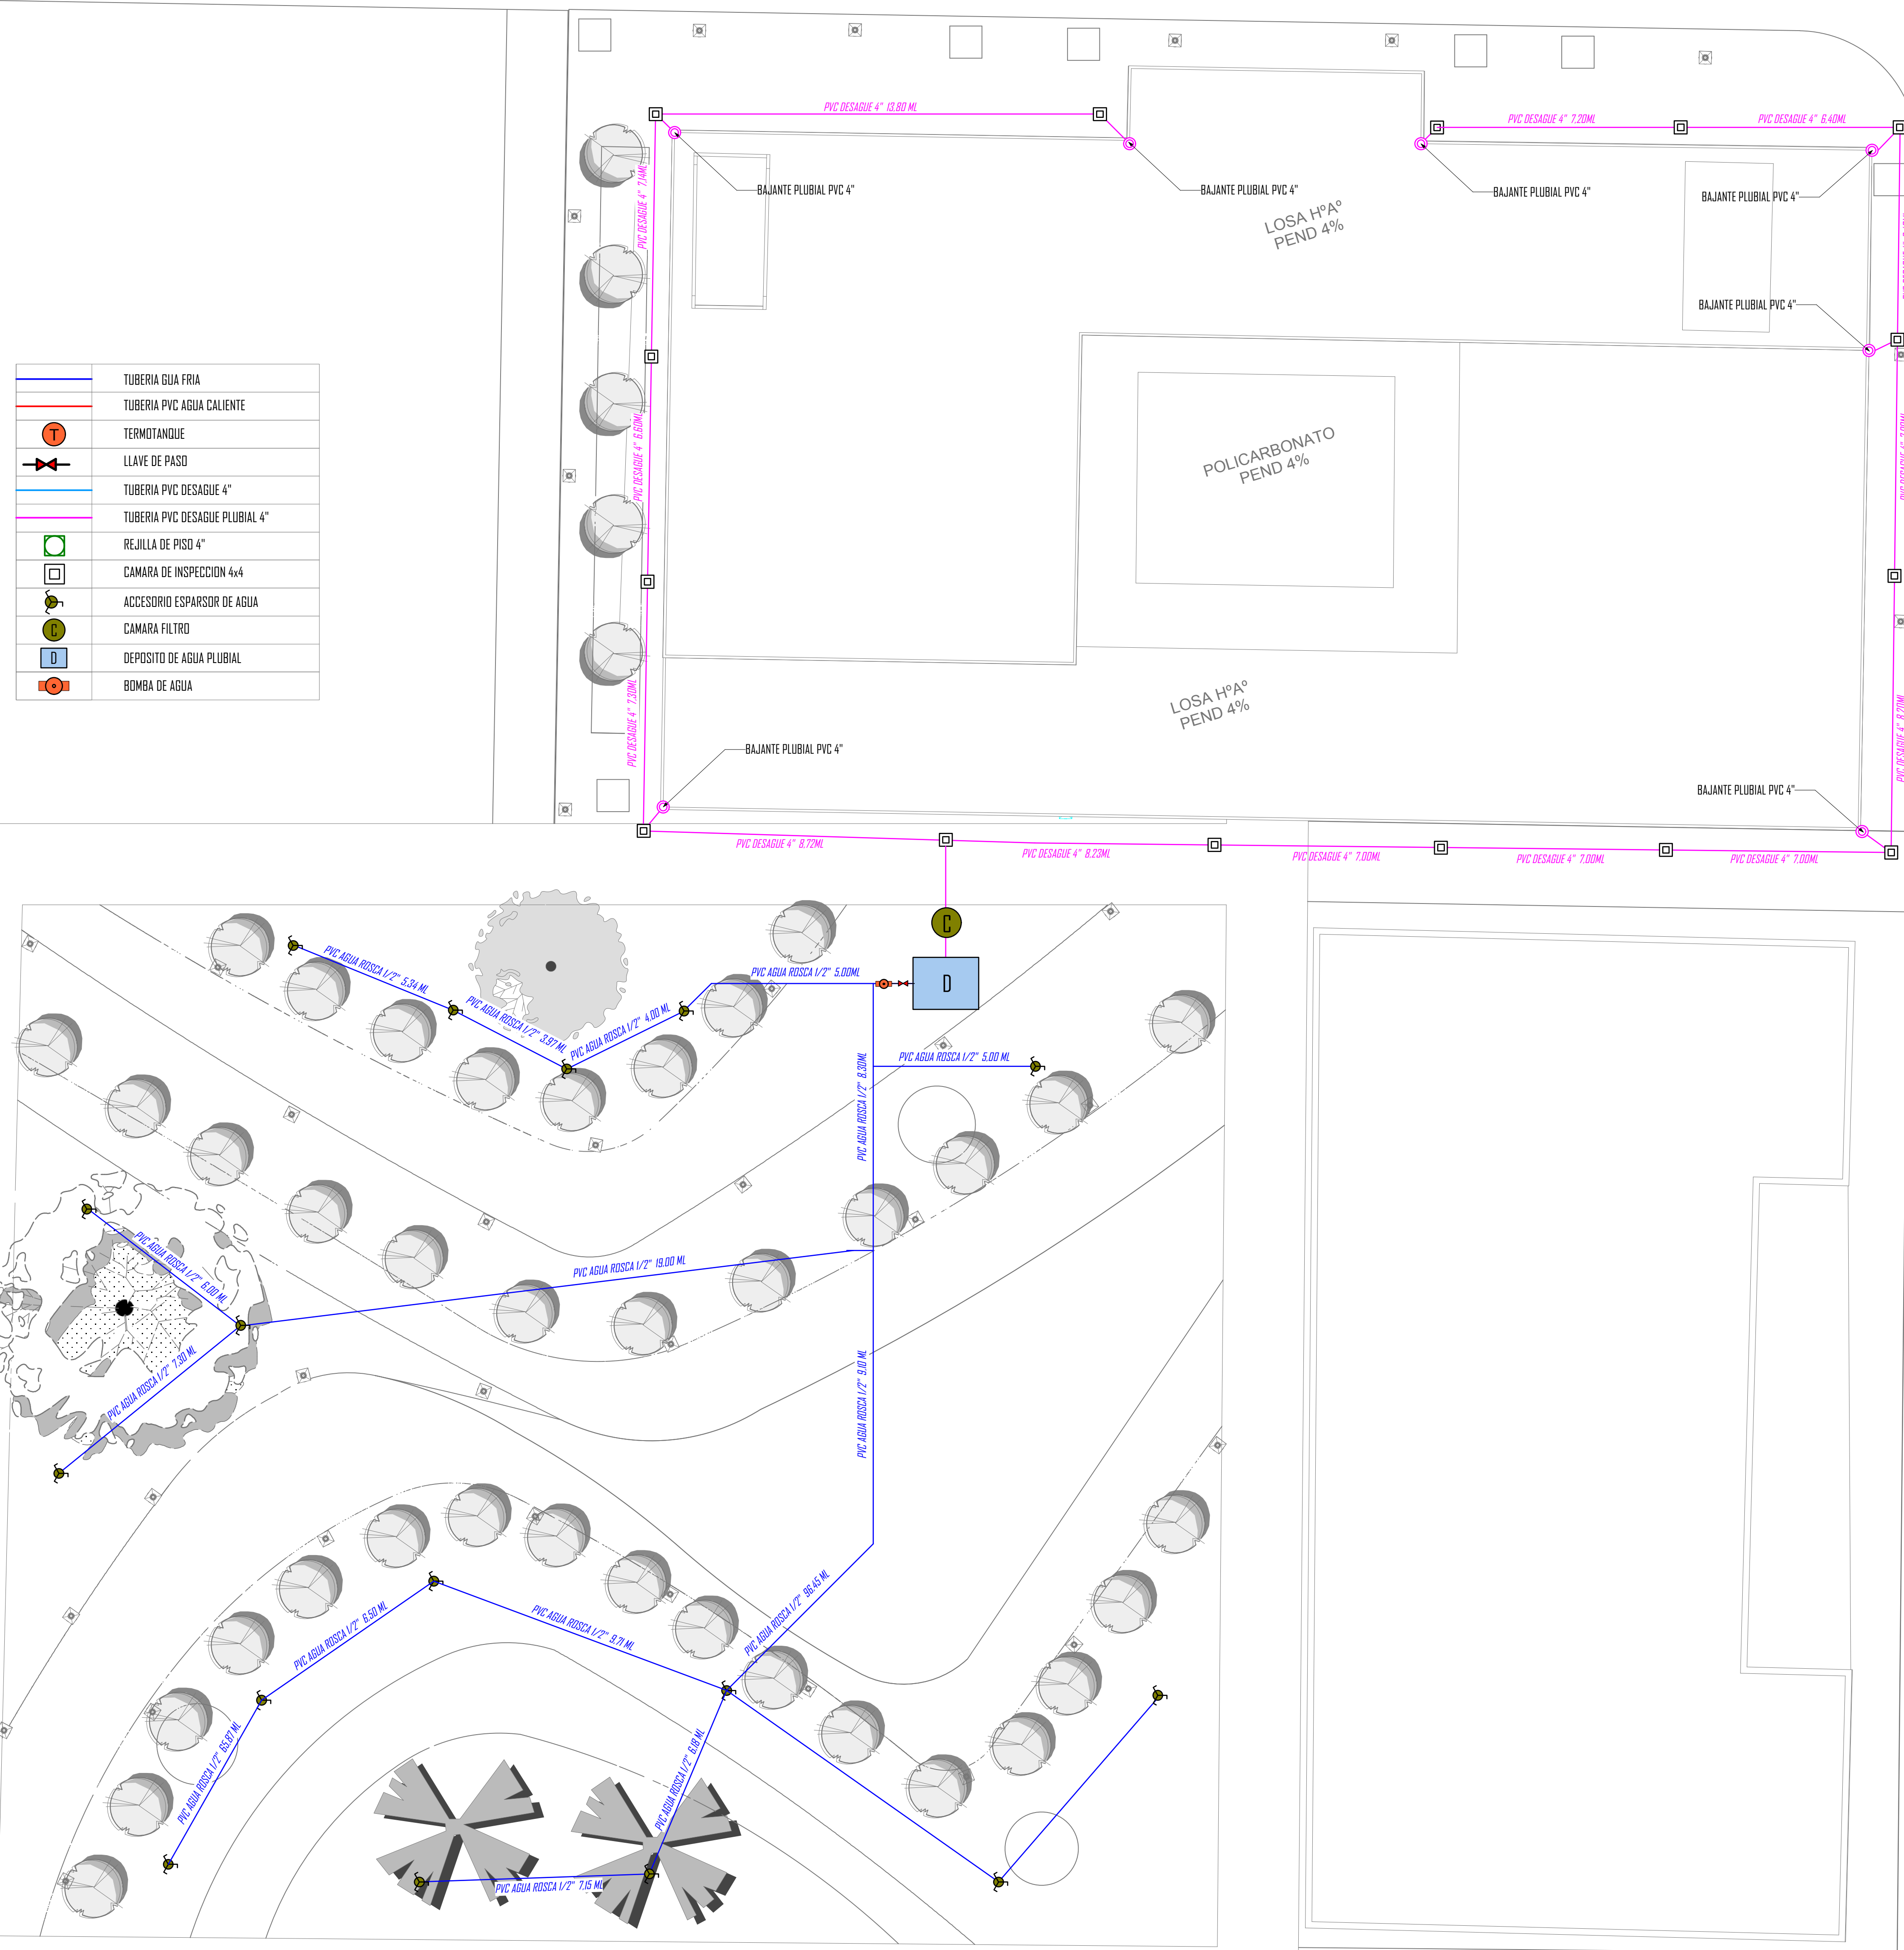 PVC DESAGUE 4" 13.80 ML
PVC DESAGUE 4" 7.20ML
PVC DESAGUE 4" 6.40ML
BAJANTE PLUBIAL PVC 4"
BAJANTE PLUBIAL PVC 4"
BAJANTE PLUBIAL PVC 4"
BAJANTE PLUBIAL PVC 4"
PVC DESAGUE 4" 7.14ML
LOSA HºAº
PEND 4%
BAJANTE PLUBIAL PVC 4"
TUBERIA GUA FRIA
TUBERIA PVC AGUA CALIENTE
T
TERMOTANQUE
LLAVE DE PASO
TUBERIA PVC DESAGUE 4"
TUBERIA PVC DESAGUE PLUBIAL 4"
REJILLA DE PISO 4"
CAMARA DE INSPECCION 4x4
ACCESORIO ESPARSOR DE AGUA
C
CAMARA FILTRO
D
DEPOSITO DE AGUA PLUBIAL
BOMBA DE AGUA
PVC DESAGUE 4" 6.60ML
POLICARBONATO
PEND 4%
PVC DESAGUE 4" 7.30ML
LOSA HºAº
PEND 4%
PVC DESAGUE 4" 8.20ML
BAJANTE PLUBIAL PVC 4"
BAJANTE PLUBIAL PVC 4"
PVC DESAGUE 4" 8.72ML
PVC DESAGUE 4" 8.23ML
PVC DESAGUE 4" 7.00ML
PVC DESAGUE 4" 7.00ML
PVC DESAGUE 4" 7.00ML
C
D
PVC AGUA ROSCA 1/2" 5.34 ML
PVC AGUA ROSCA 1/2" 3.97 ML
PVC AGUA ROSCA 1/2" 4.00 ML
PVC AGUA ROSCA 1/2" 5.00ML
PVC AGUA ROSCA 1/2" 5.00 ML
PVC AGUA ROSCA 1/2" 8.30ML
PVC AGUA ROSCA 1/2" 6.00 ML
PVC AGUA ROSCA 1/2" 19.00 ML
PVC AGUA ROSCA 1/2" 7.30 ML
PVC AGUA ROSCA 1/2" 9.10 ML
PVC AGUA ROSCA 1/2" 96.45 ML
PVC AGUA ROSCA 1/2" 6.50 ML
PVC AGUA ROSCA 1/2" 9.71 ML
PVC AGUA ROSCA 1/2" 65.87 ML
PVC AGUA ROSCA 1/2" 6.18 ML
PVC AGUA ROSCA 1/2" 7.15 ML